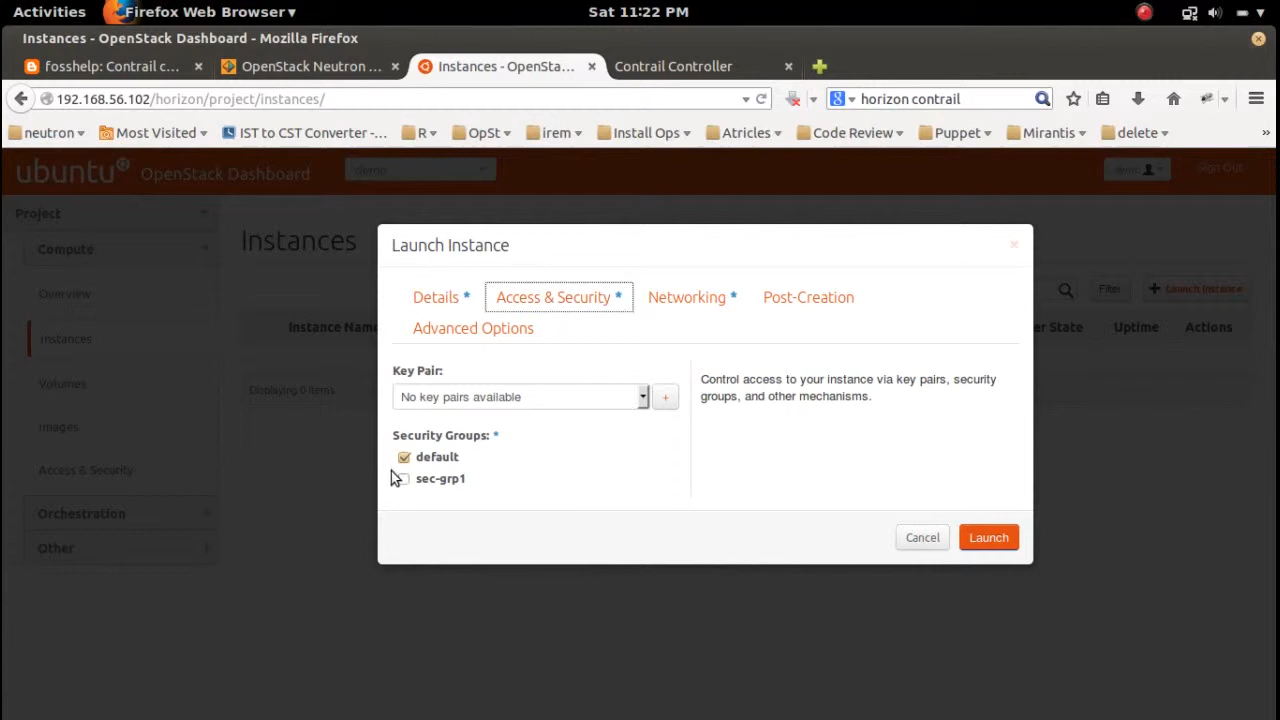 Activities Firefox Web Browser ▾ Sat 11:22 PM
Instances - OpenStack Dashboard - Mozilla Firefox
fosshelp: Contrail c... OpenStack Neutron ... Instances - OpenSta... Contrail Controller
192.168.56.102/horizon/project/instances/ horizon contrail
neutron Most Visited IST to CST Converter -... R OpSt irem Install Ops Atricles Code Review Puppet Mirantis delete »
ubuntu OpenStack Dashboard demo Sign Out
Project
Compute
Overview
Instances
Volumes
Images
Access & Security
Orchestration
Other
Instances
Filter + Launch Instance
Instance Name Uptime Actions
Displaying 0 items
Launch Instance ×
Details * Access & Security * Networking * Post-Creation
Advanced Options
Key Pair:
No key pairs available +
Security Groups: *
default
sec-grp1
Control access to your instance via key pairs, security
groups, and other mechanisms.
Cancel Launch